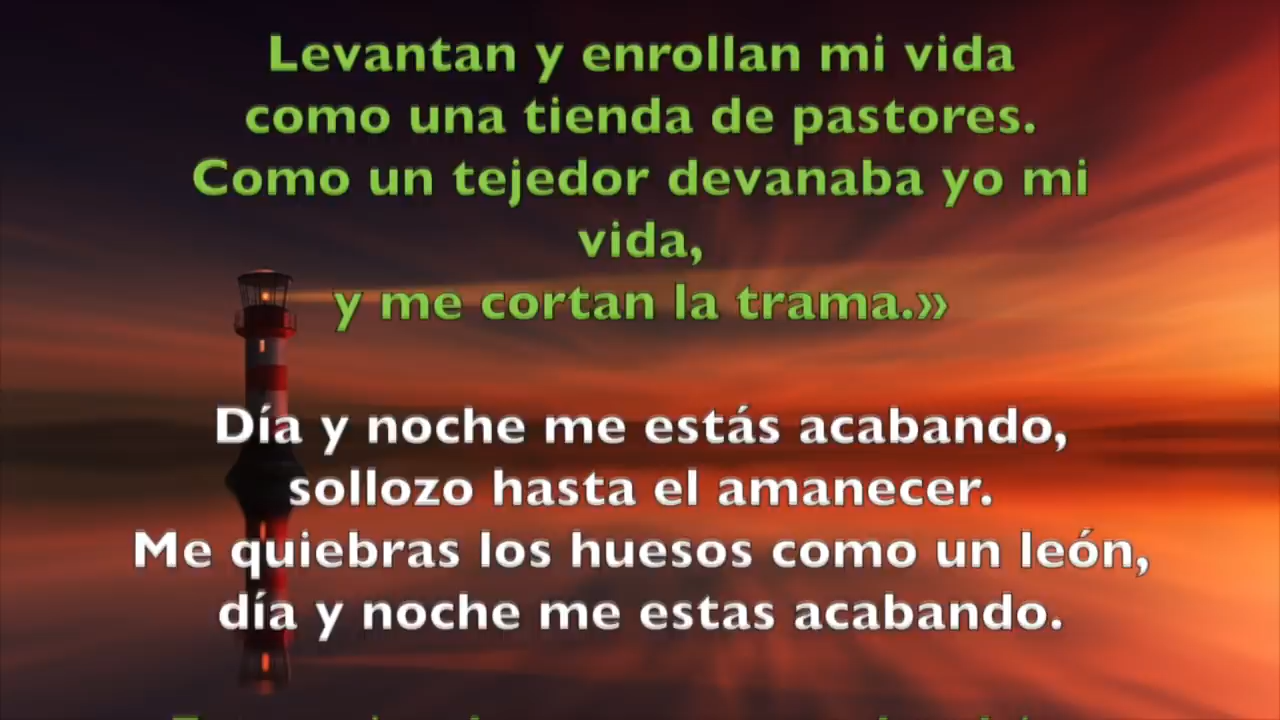 Levantan y enrollan mi vida
como una tienda de pastores.
Como un tejedor devanaba yo mi
vida,
y me cortan la trama.»
Día y noche me estás acabando,
sollozo hasta el amanecer.
Me quiebras los huesos como un león,
día y noche me estas acabando.